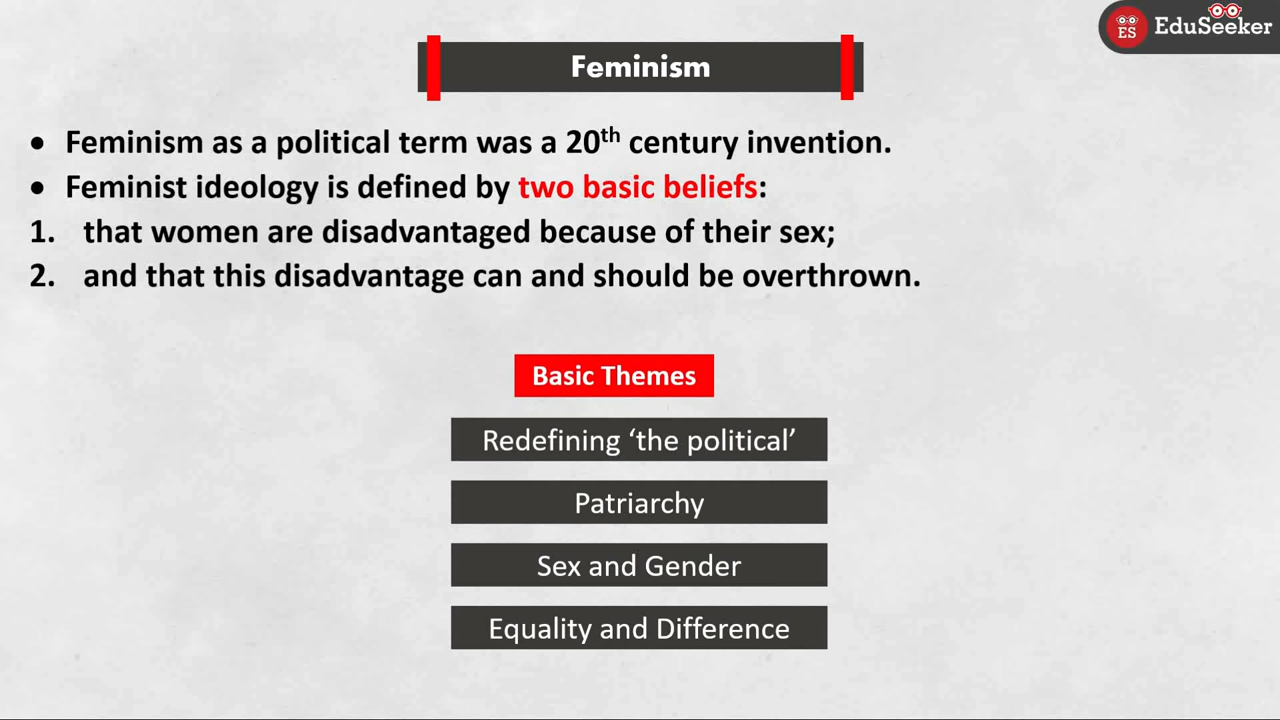 ES EduSeeker
Feminism
• Feminism as a political term was a 20th century invention.
• Feminist ideology is defined by two basic beliefs:
1. that women are disadvantaged because of their sex;
2. and that this disadvantage can and should be overthrown.
Basic Themes
Redefining ‘the political’
Patriarchy
Sex and Gender
Equality and Difference